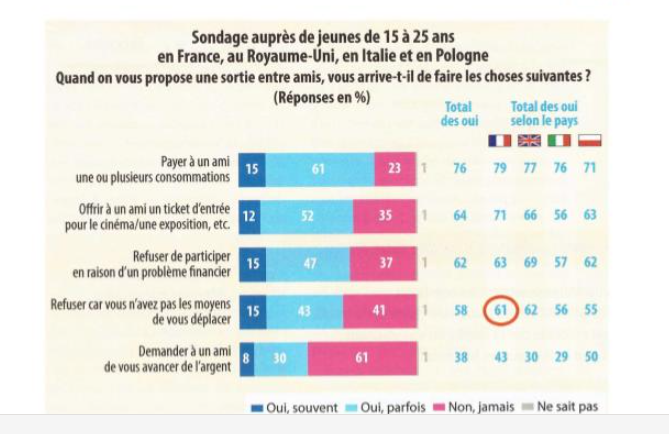 Sondage auprès de jeunes de 15 à 25 ans
en France, au Royaume-Uni, en Italie et en Pologne
Quand on vous propose une sortie entre amis, vous arrive-t-il de faire les choses suivantes ?
(Réponses en %)
Total des oui
Total des oui selon le pays
Payer à un ami
une ou plusieurs consommations
15 61 23 1 76 79 77 76 71
Offrir à un ami un ticket d'entrée
pour le cinéma/une exposition, etc.
12 52 35 1 64 71 66 56 63
Refuser de participer
en raison d'un problème financier
15 47 37 1 62 63 69 57 62
Refuser car vous n'avez pas les moyens
de vous déplacer
15 43 41 1 58 61 62 56 55
Demander à un ami
de vous avancer de l'argent
8 30 61 1 38 43 30 29 50
Oui, souvent Oui, parfois Non, jamais Ne sait pas